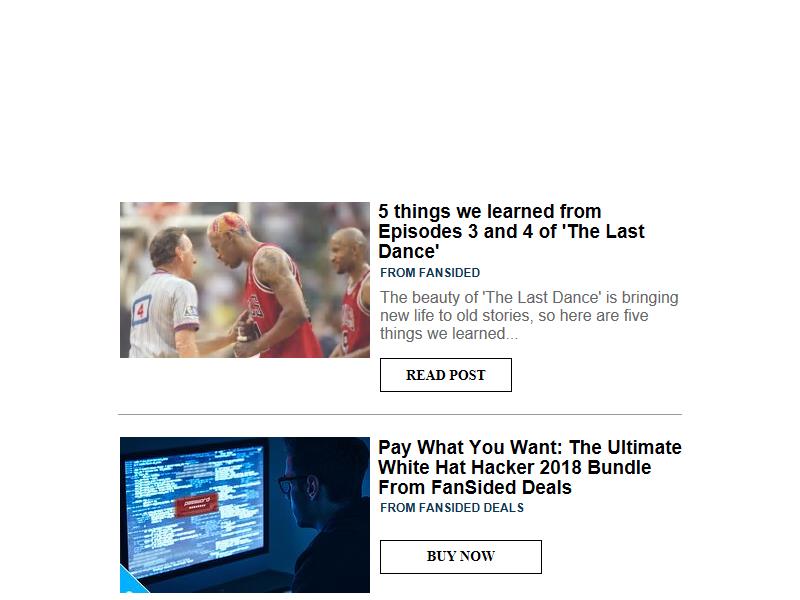 5 things we learned from
Episodes 3 and 4 of 'The Last
Dance'
FROM FANSIDED
The beauty of 'The Last Dance' is bringing
new life to old stories, so here are five
things we learned...
READ POST
4
Pay What You Want: The Ultimate
White Hat Hacker 2018 Bundle
From FanSided Deals
FROM FANSIDED DEALS
BUY NOW
password